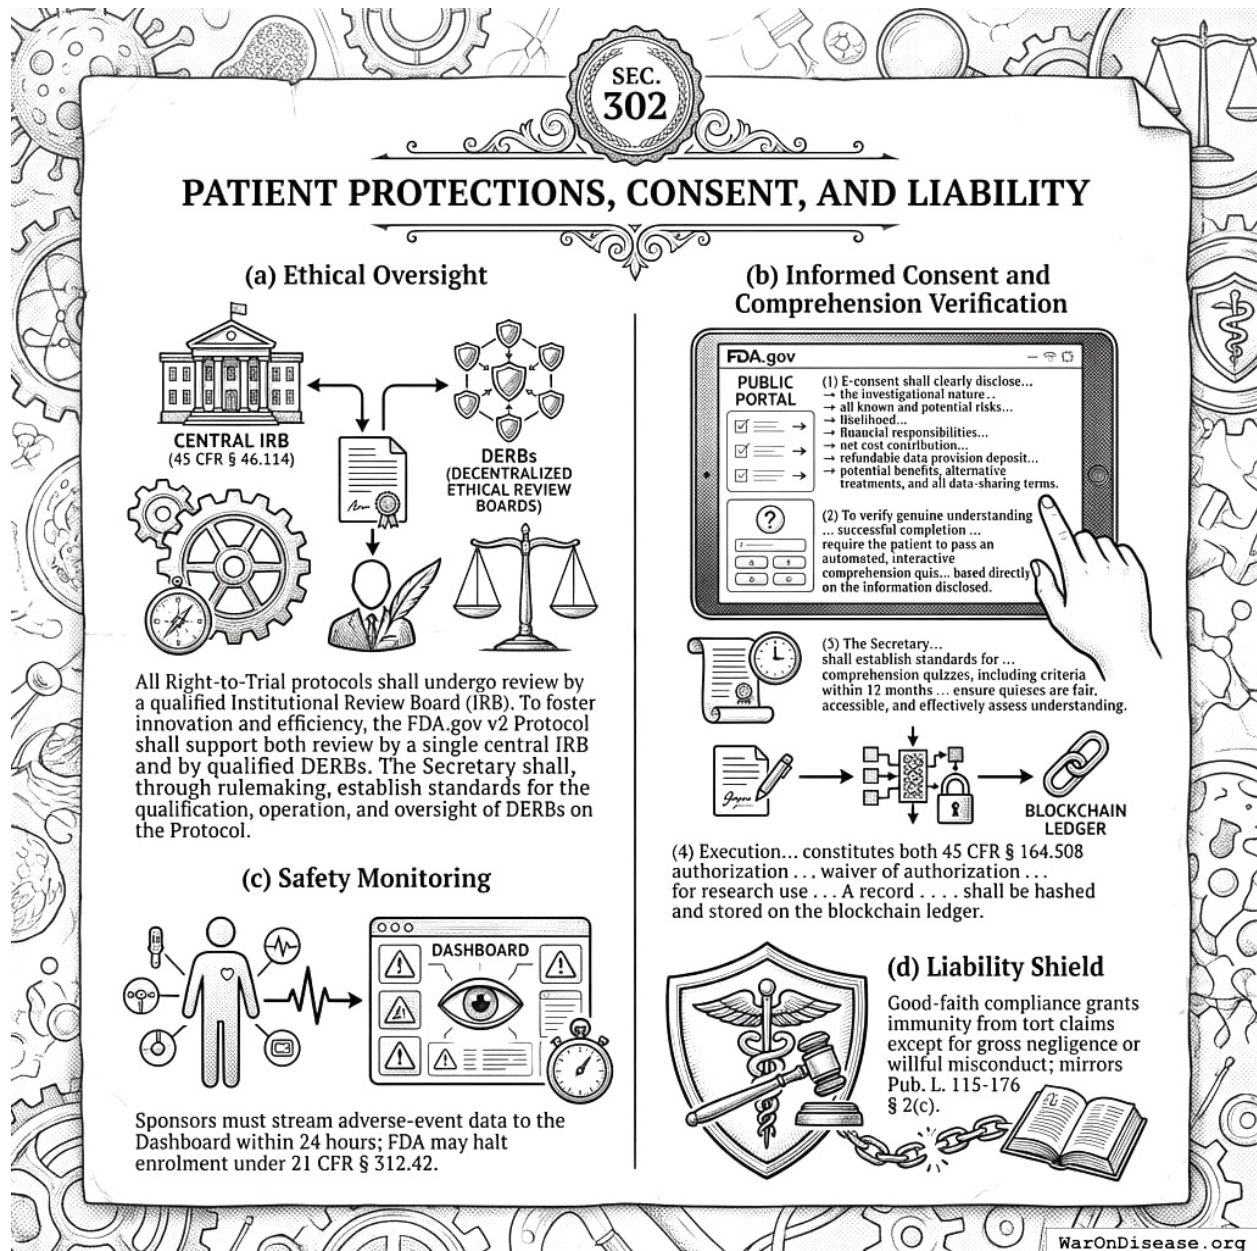 SEC.
302
PATIENT PROTECTIONS, CONSENT, AND LIABILITY
(a) Ethical Oversight
CENTRAL IRB
(45 CFR § 46.114)
DERBs
(DECENTRALIZED
ETHICAL REVIEW
BOARDS)
All Right-to-Trial protocols shall undergo review by
a qualified Institutional Review Board (IRB). To foster
innovation and efficiency, the FDA.gov v2 Protocol
shall support both review by a single central IRB
and by qualified DERBs. The Secretary shall,
through rulemaking, establish standards for the
qualification, operation, and oversight of DERBs on
the Protocol.
(c) Safety Monitoring
DASHBOARD
Sponsors must stream adverse-event data to the
Dashboard within 24 hours; FDA may halt
enrolment under 21 CFR § 312.42.
(b) Informed Consent and
Comprehension Verification
FDA.gov
PUBLIC
PORTAL
(1) E-consent shall clearly disclose...
→ the investigational nature..
→ all known and potential risks...
→ responsibilities...
→ net cost contribution...
→ refundable data provision deposit...
→ potential benefits, alternative
treatments, and all data-sharing terms.
?
(2) To verify genuine understanding
... successful completion ...
require the patient to pass an
automated, interactive
comprehension quis... based directly
on the information disclosed.
(5) The Secretary...
shall establish standards for ...
comprehension quizzes, including criteria
within 12 months ... ensure quieses are fair,
accessible, and effectively assess understanding.
BLOCKCHAIN
LEDGER
(4) Execution... constitutes both 45 CFR § 164.508
authorization ... waiver of authorization ...
for research use ... A record .... shall be hashed
and stored on the blockchain ledger.
(d) Liability Shield
Good-faith compliance grants
immunity from tort claims
except for gross negligence or
willful misconduct; mirrors
Pub. L. 115-176
§ 2(c).
WarOnDisease.org